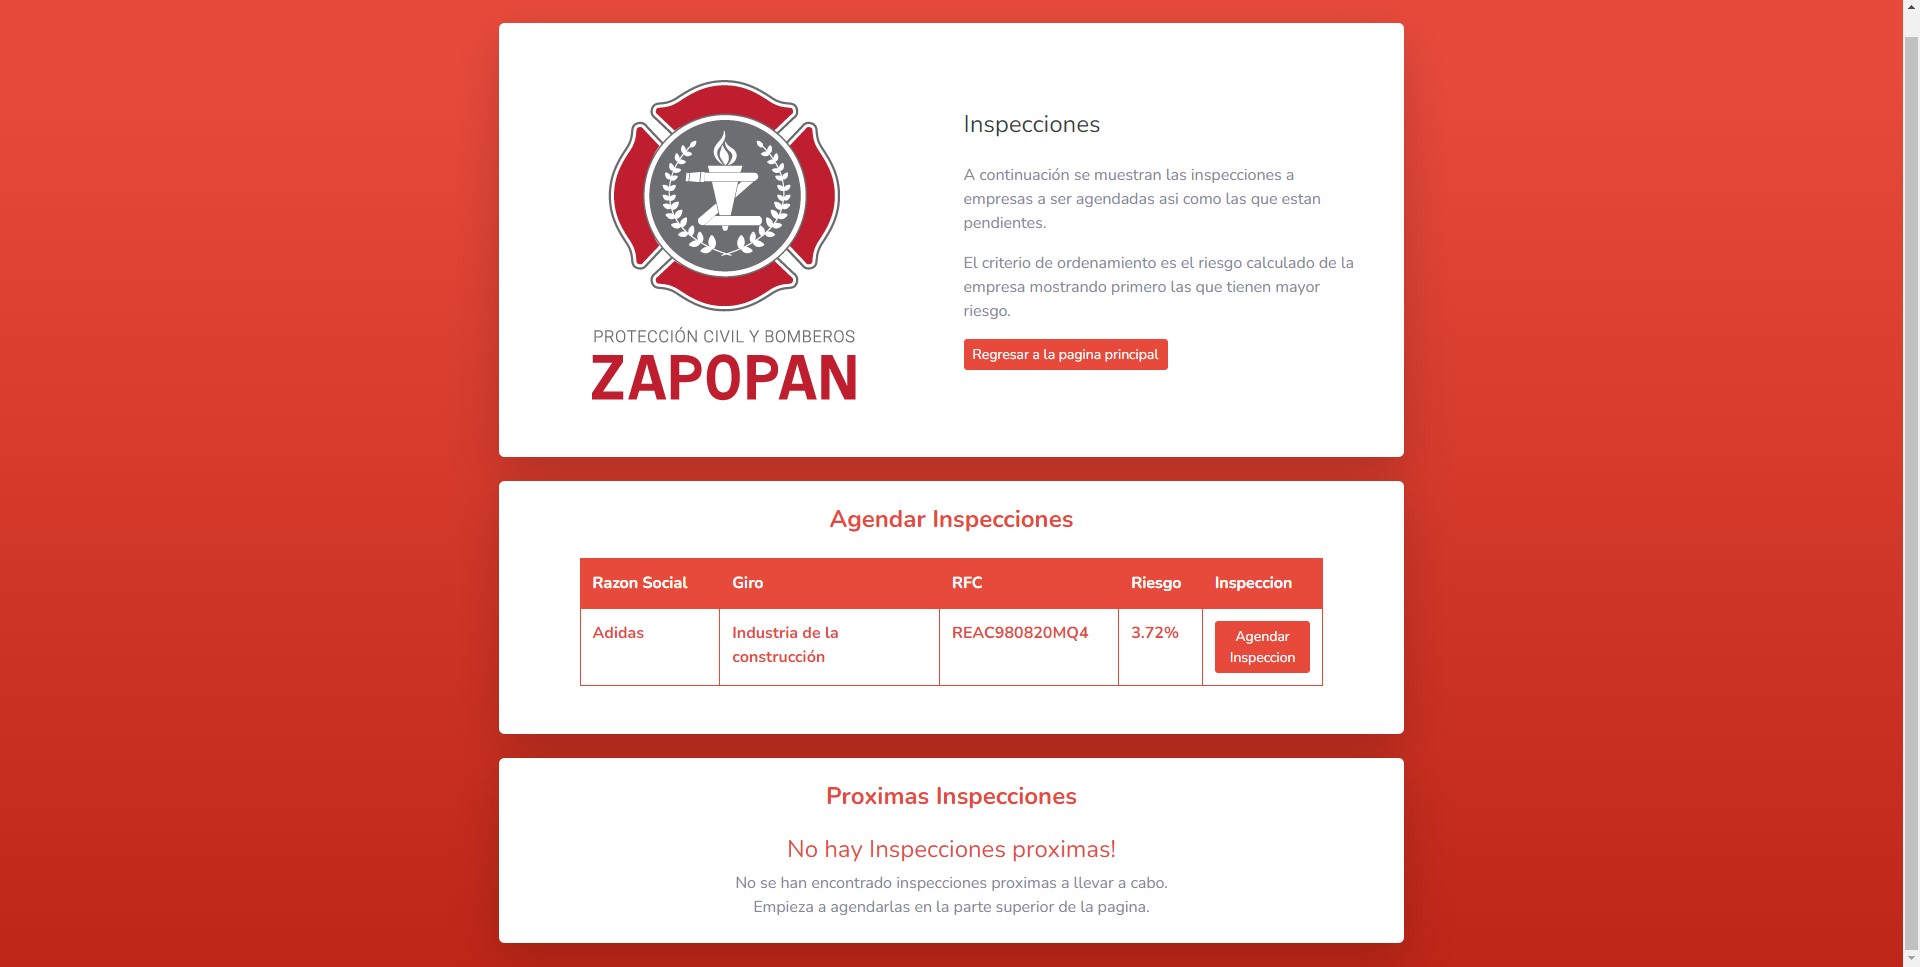 PROTECCIÓN CIVIL Y BOMBEROS
ZAPOPAN
Inspecciones
A continuación se muestran las inspecciones a
empresas a ser agendadas asi como las que estan
pendientes.
El criterio de ordenamiento es el riesgo calculado de la
empresa mostrando primero las que tienen mayor
riesgo.
Regresar a la pagina principal
Agendar Inspecciones
Razon Social Giro RFC Riesgo Inspeccion
Adidas Industria de la REAC980820MQ4 3.72% Agendar
construcción Inspeccion
Proximas Inspecciones
No hay Inspecciones proximas!
No se han encontrado inspecciones proximas a llevar a cabo.
Empieza a agendarlas en la parte superior de la pagina.